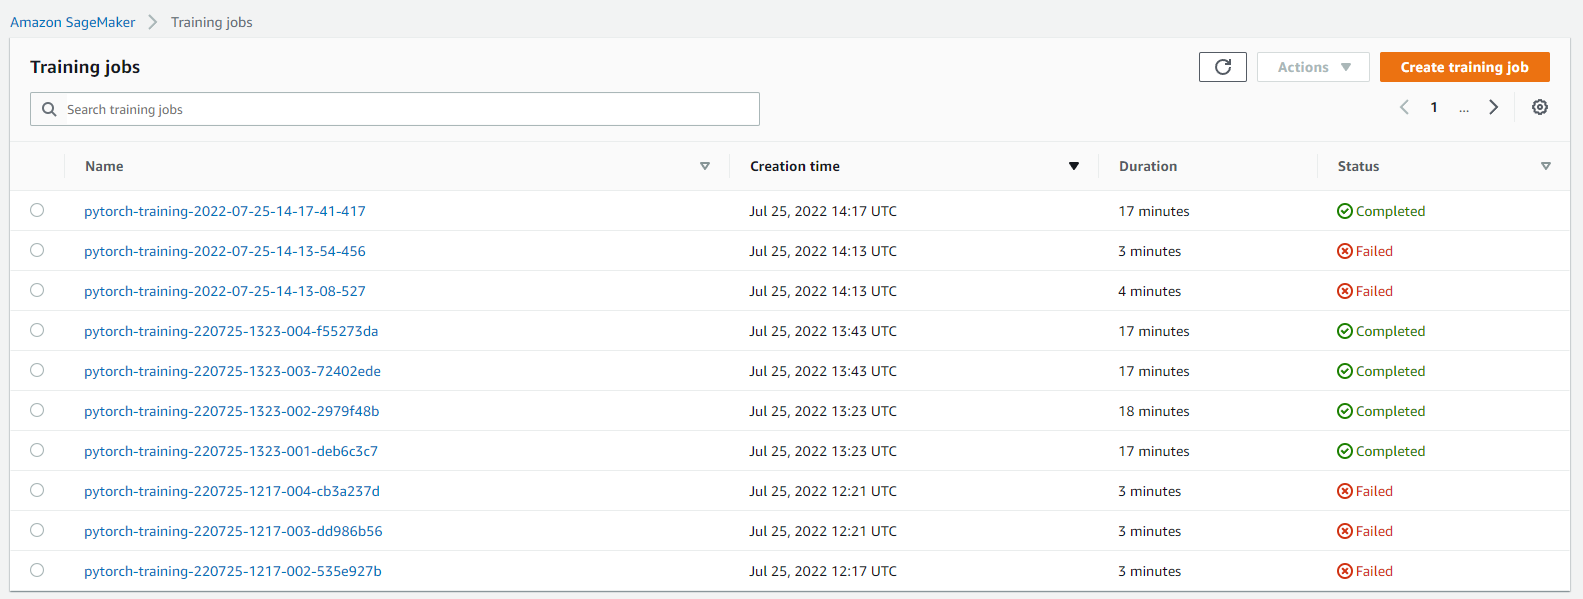 Amazon SageMaker > Training jobs
Training jobs
Actions
Create training job
Search training jobs
1 ...
Name Creation time Duration Status
pytorch-training-2022-07-25-14-17-41-417 Jul 25, 2022 14:17 UTC 17 minutes Completed
pytorch-training-2022-07-25-14-13-54-456 Jul 25, 2022 14:13 UTC 3 minutes Failed
pytorch-training-2022-07-25-14-13-08-527 Jul 25, 2022 14:13 UTC 4 minutes Failed
pytorch-training-220725-1323-004-f55273da Jul 25, 2022 13:43 UTC 17 minutes Completed
pytorch-training-220725-1323-003-72402ede Jul 25, 2022 13:43 UTC 17 minutes Completed
pytorch-training-220725-1323-002-2979f48b Jul 25, 2022 13:23 UTC 18 minutes Completed
pytorch-training-220725-1323-001-deb6c3c7 Jul 25, 2022 13:23 UTC 17 minutes Completed
pytorch-training-220725-1217-004-cb3a237d Jul 25, 2022 12:21 UTC 3 minutes Failed
pytorch-training-220725-1217-003-dd986b56 Jul 25, 2022 12:21 UTC 3 minutes Failed
pytorch-training-220725-1217-002-535e927b Jul 25, 2022 12:17 UTC 3 minutes Failed